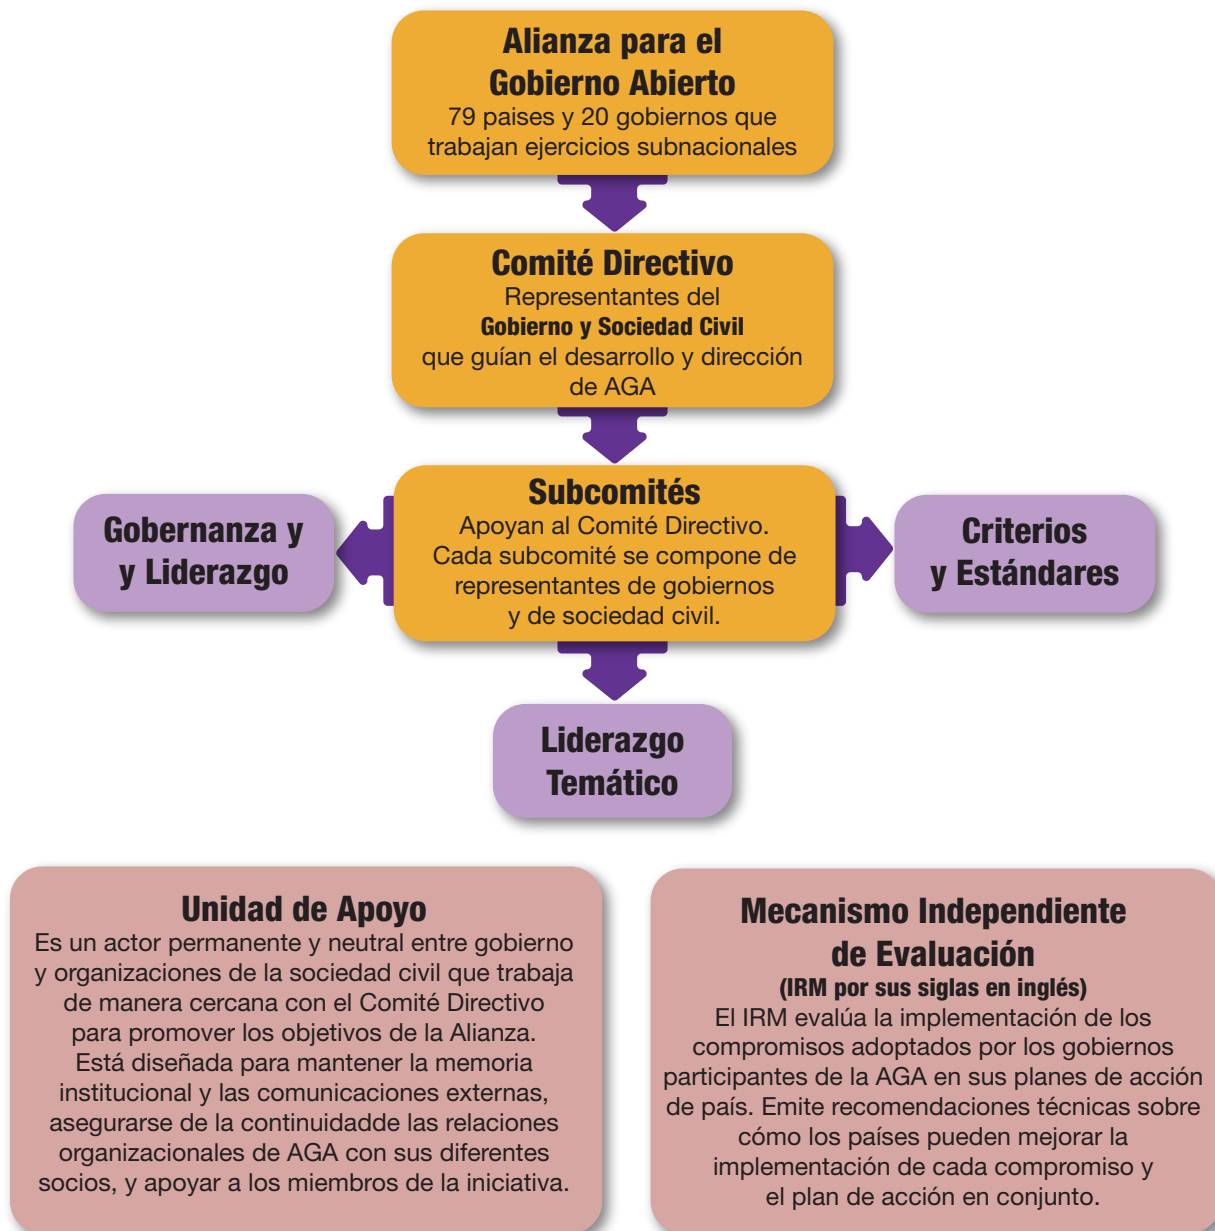 Alianza para el
Gobierno Abierto
79 paises y 20 gobiernos que
trabajan ejercicios subnacionales
Comité Directivo
Representantes del
Gobierno y Sociedad Civil
que guían el desarrollo y dirección
de AGA
Subcomités
Apoyan al Comité Directivo.
Cada subcomité se compone de
representantes de gobiernos
y de sociedad civil.
Gobernanza y
y Liderazgo
Criterios
y Estándares
Liderazgo
Temático
Unidad de Apoyo
Es un actor permanente y neutral entre gobierno
y organizaciones de la sociedad civil que trabaja
de manera cercana con el Comité Directivo
para promover los objetivos de la Alianza.
Está diseñada para mantener la memoria
institucional y las comunicaciones externas,
asegurarse de la continuidadde las relaciones
organizacionales de AGA con sus diferentes
socios, y apoyar a los miembros de la iniciativa.
Mecanismo Independiente
de Evaluación
(IRM por sus siglas en inglés)
El IRM evalúa la implementación de los
compromisos adoptados por los gobiernos
participantes de la AGA en sus planes de acción
de país. Emite recomendaciones técnicas sobre
cómo los países pueden mejorar la
implementación de cada compromiso y
el plan de acción en conjunto.